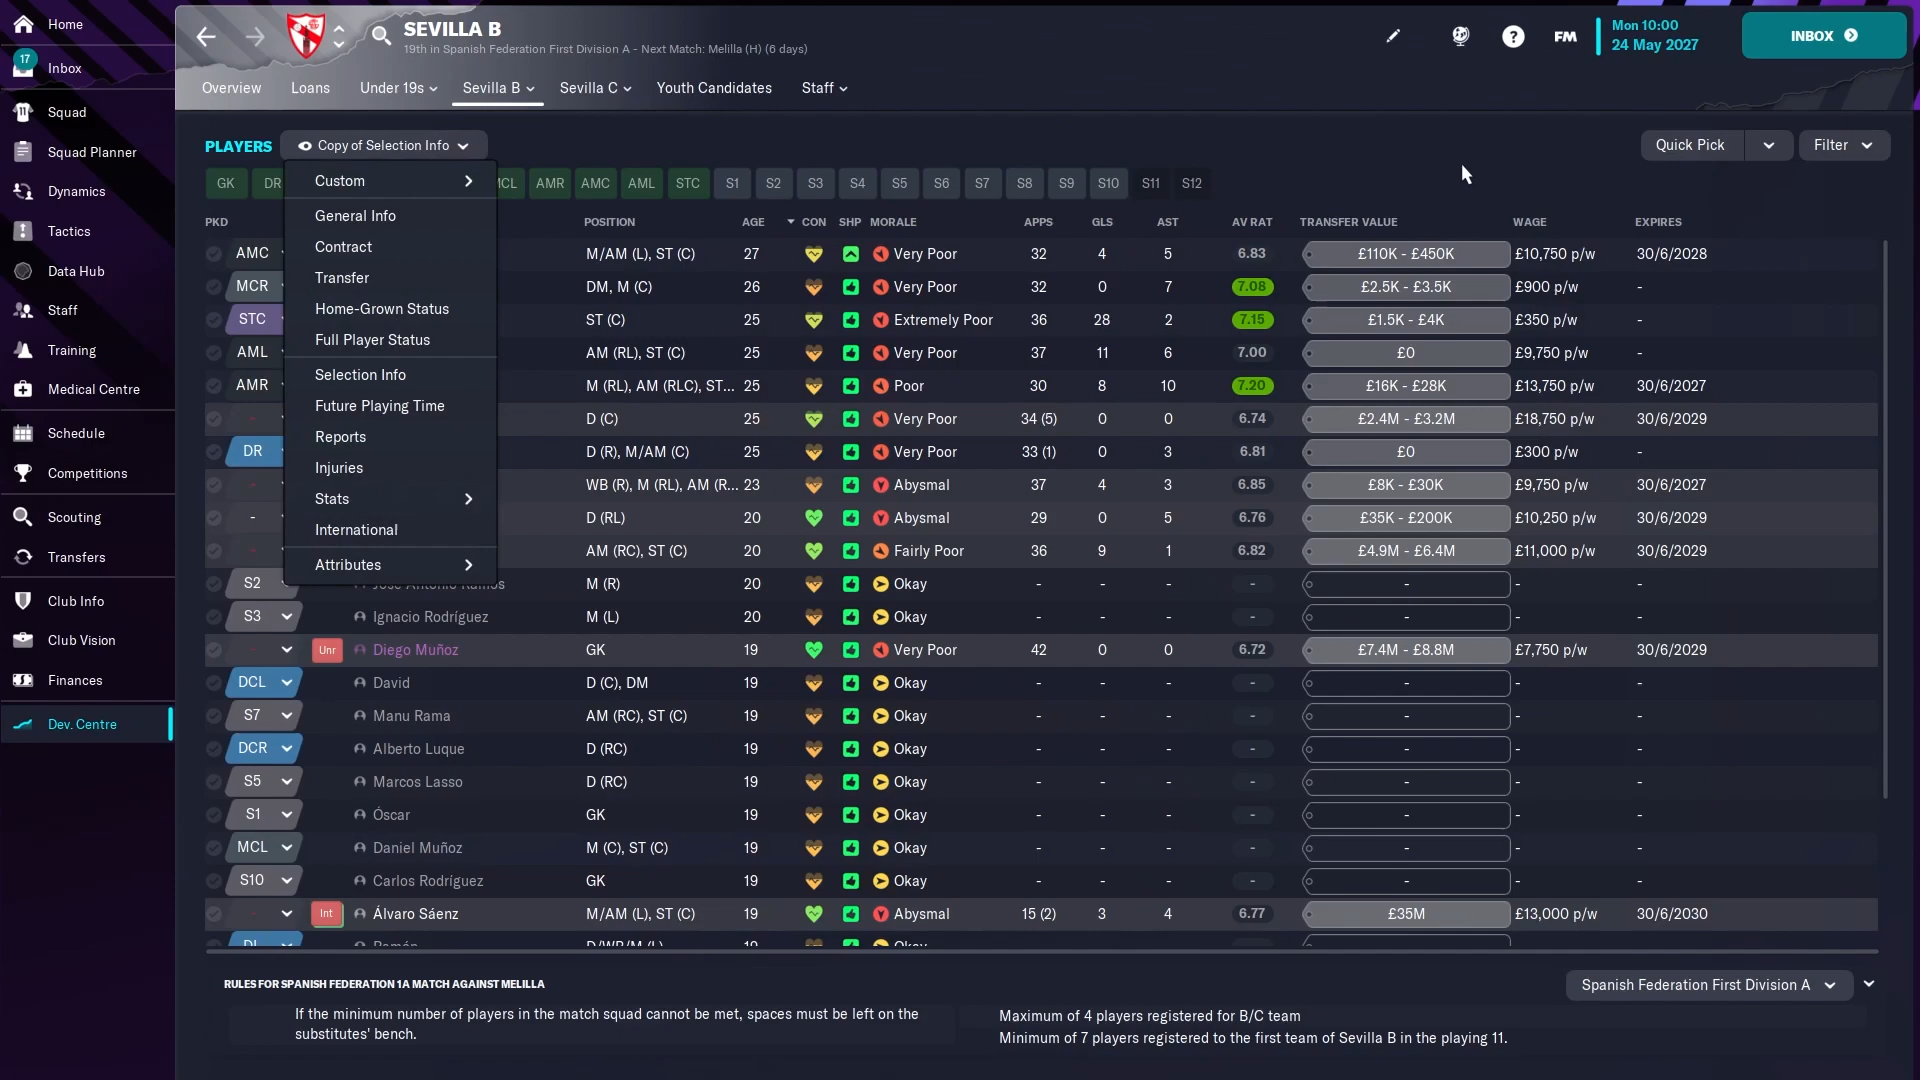 Home
17
Inbox
Squad
Squad Planner
Dynamics
Tactics
Data Hub
Staff
Training
Medical Centre
Schedule
Competitions
Scouting
Transfers
Club Info
Club Vision
Finances
Dev. Centre
SEVILLA B
19th in Spanish Federation First Division A - Next Match: Melilla (H) (6 days)
FM
Mon 10:00
24 May 2027
INBOX
Overview Loans Under 19s Sevilla B Sevilla C Youth Candidates Staff
PLAYERS Copy of Selection Info Quick Pick Filter
GK DR MCL AMR AMC AML STC S1 S2 S3 S4 S5 S6 S7 S8 S9 S10 S11 S12
Custom
General Info
Contract
Transfer
Home-Grown Status
Full Player Status
Selection Info
Future Playing Time
Reports
Injuries
Stats
International
Attributes
PKD POSITION AGE CON SHP MORALE APPS GLS AST AV RAT TRANSFER VALUE WAGE EXPIRES
AMC M/AM (L), ST (C) 27 Very Poor 32 4 5 6.83 £110K - £450K £10,750 p/w 30/6/2028
MCR DM, M (C) 26 Very Poor 32 0 7 7.08 £2.5K - £3.5K £900 p/w -
STC ST (C) 25 Extremely Poor 36 28 2 7.15 £1.5K - £4K £350 p/w -
AML AM (RL), ST (C) 25 Very Poor 37 11 6 7.00 £0 £9,750 p/w -
AMR M (RL), AM (RLC), ST... 25 Poor 30 8 10 7.20 £16K - £28K £13,750 p/w 30/6/2027
- D (C) 25 Very Poor 34 (5) 0 0 6.74 £2.4M - £3.2M £18,750 p/w 30/6/2029
DR D (R), M/AM (C) 25 Very Poor 33 (1) 0 3 6.81 £0 £300 p/w -
- WB (R), M (RL), AM (R... 23 Abysmal 37 4 3 6.85 £8K - £30K £9,750 p/w 30/6/2027
- D (RL) 20 Abysmal 29 0 5 6.76 £35K - £200K £10,250 p/w 30/6/2029
- AM (RC), ST (C) 20 Fairly Poor 36 9 1 6.82 £4.9M - £6.4M £11,000 p/w 30/6/2029
S2 José Antonio Ramos M (R) 20 Okay - - - - - - -
S3 Ignacio Rodríguez M (L) 20 Okay - - - - - - -
- Unr Diego Muñoz GK 19 Very Poor 42 0 0 6.72 £7.4M - £8.8M £7,750 p/w 30/6/2029
DCL David D (C), DM 19 Okay - - - - - - -
S7 Manu Rama AM (RC), ST (C) 19 Okay - - - - - - -
DCR Alberto Luque D (RC) 19 Okay - - - - - - -
S5 Marcos Lasso D (RC) 19 Okay - - - - - - -
S1 Óscar GK 19 Okay - - - - - - -
MCL Daniel Muñoz M (C), ST (C) 19 Okay - - - - - - -
S10 Carlos Rodríguez GK 19 Okay - - - - - - -
- Int Álvaro Sáenz M/AM (L), ST (C) 19 Abysmal 15 (2) 3 4 6.77 £35M £13,000 p/w 30/6/2030
DL Ramón D/WB/M (L) 19 Okay
RULES FOR SPANISH FEDERATION 1A MATCH AGAINST MELILLA
Spanish Federation First Division A
If the minimum number of players in the match squad cannot be met, spaces must be left on the
substitutes' bench.
Maximum of 4 players registered for B/C team
Minimum of 7 players registered to the first team of Sevilla B in the playing 11.